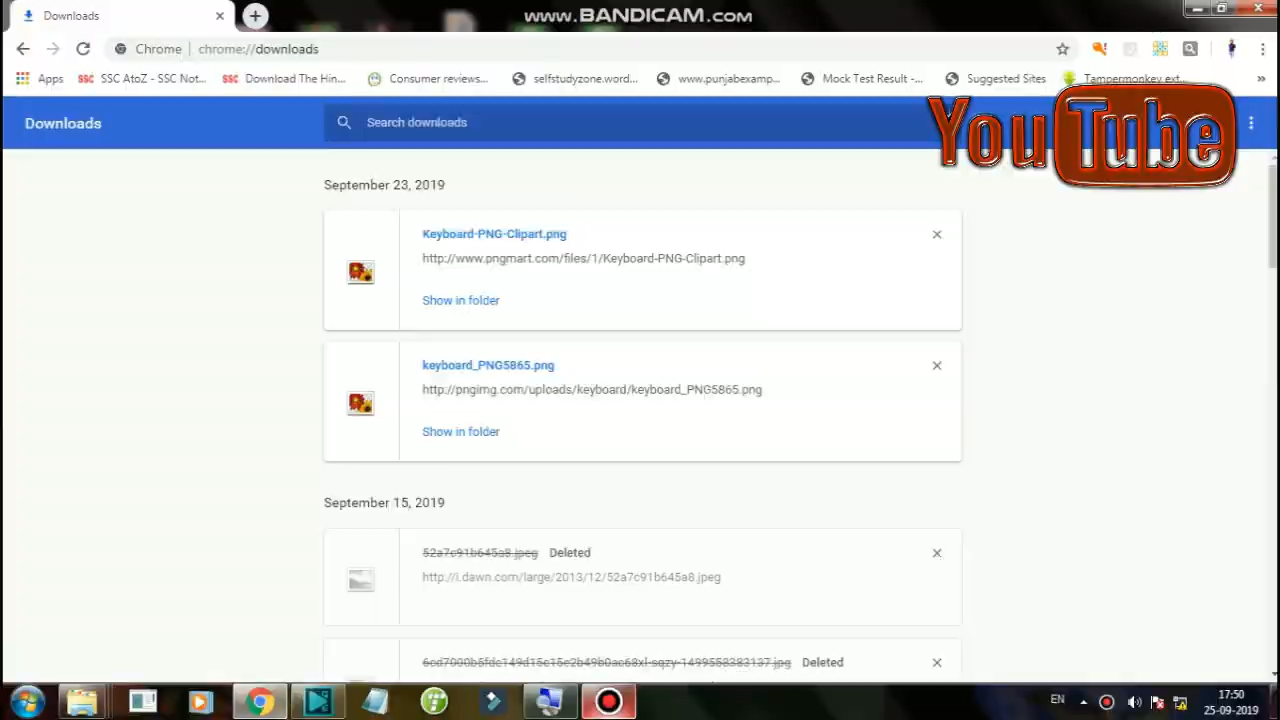 Downloads
www.BANDICAM.com
Chrome
chrome://downloads
Apps
SSC AtoZ - SSC Not...
Download The Hin...
Consumer reviews...
selfstudyzone.word...
www.punjabexamp...
Mock Test Result -...
Suggested Sites
Tampermonkey ext...
»
Downloads
Search downloads
YouTube
September 23, 2019
Keyboard-PNG-Clipart.png
http://www.pngmart.com/files/1/Keyboard-PNG-Clipart.png
Show in folder
keyboard_PNG5865.png
http://pngimg.com/uploads/keyboard/keyboard_PNG5865.png
Show in folder
September 15, 2019
52a7c91b645a8.jpeg Deleted
http://i.dawn.com/large/2013/12/52a7c91b645a8.jpeg
Deleted
EN
17:50
25-09-2019